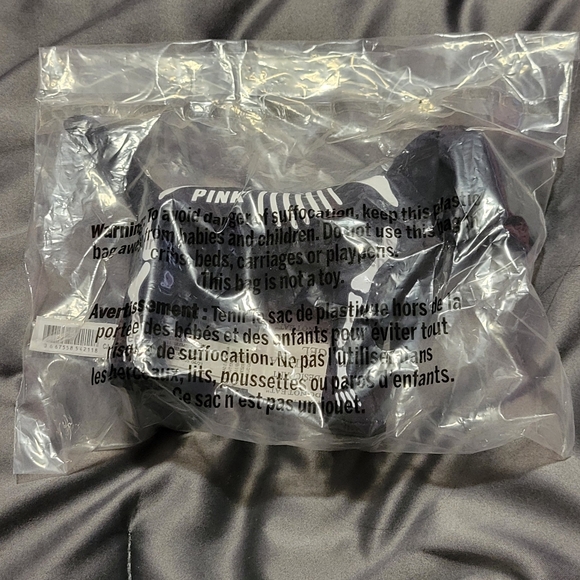 PINK
Warning: To avoid danger of suffocation, keep this plastic
bag away from babies and children. Do not use this bag in
cribs, beds, carriages or playpens.
This bag is not a toy.
Avertissement : Tenir le sac de plastique hors de la
portée des bébés et des enfants pour éviter tout
risque de suffocation. Ne pas l'utiliser dans
les berceaux, lits, poussettes ou parcs d'enfants.
Ce sac n'est pas un jouet.